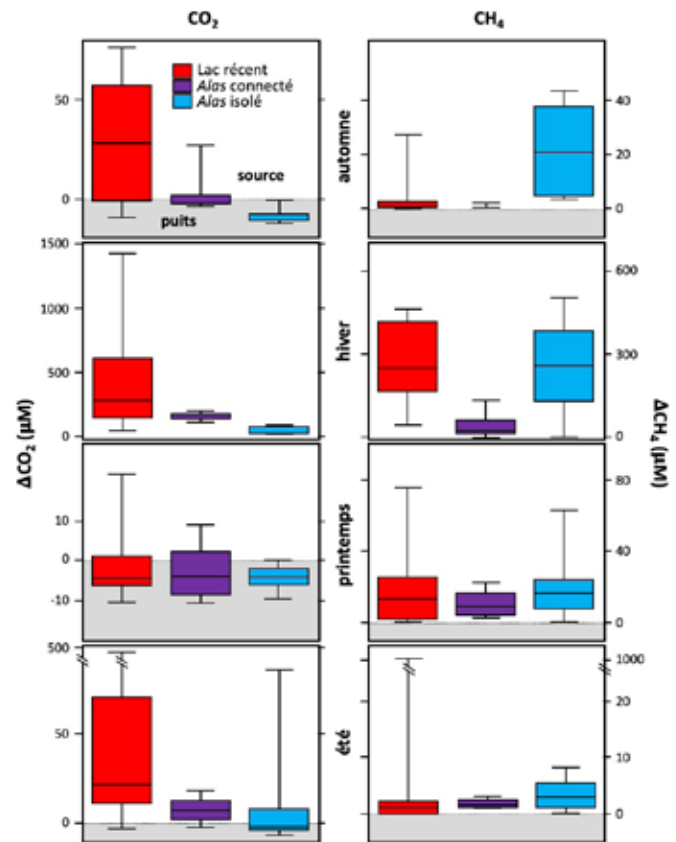 CO₂
CH₄
Lac récent
Alas connecté
Alas isolé
source
puits
50
0
automne
40
20
0
1500
1000
500
0
hiver
600
300
0
ΔCO₂ (µM)
ΔCH₄ (µM)
10
0
-10
printemps
80
40
0
500
50
0
été
1000
20
10
0